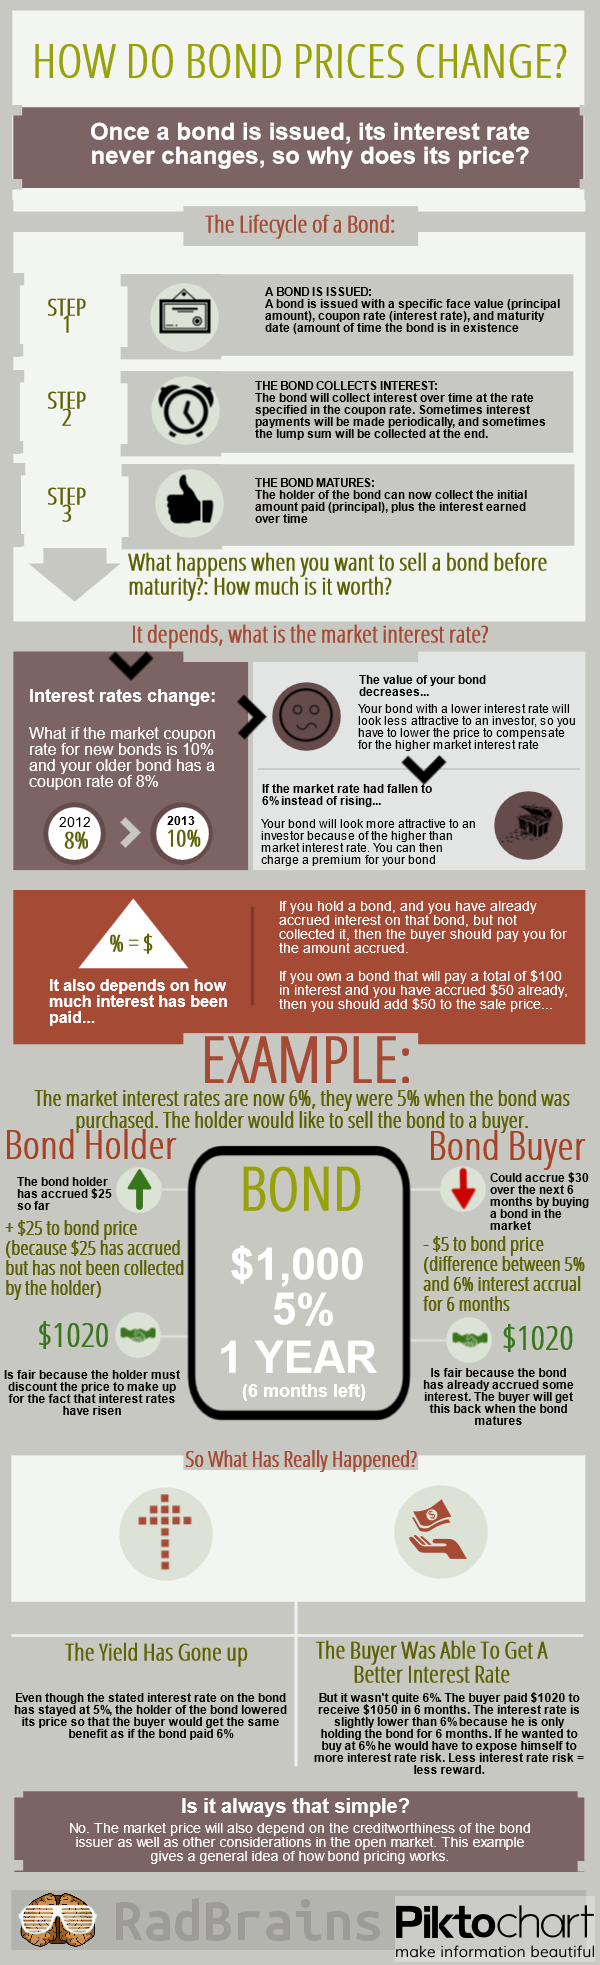 HOW DO BOND PRICES CHANGE?
Once a bond is issued, its interest rate
never changes, so why does its price?
The Lifecycle of a Bond:
STEP
1
A BOND IS ISSUED:
A bond is issued with a specific face value (principal
amount), coupon rate (interest rate), and maturity
date (amount of time the bond is in existence
STEP
2
THE BOND COLLECTS INTEREST:
The bond will collect interest over time at the rate
specified in the coupon rate. Sometimes interest
payments will be made periodically, and sometimes
the lump sum will be collected at the end.
STEP
3
THE BOND MATURES:
The holder of the bond can now collect the initial
amount paid (principal), plus the interest earned
over time
What happens when you want to sell a bond before
maturity?: How much is it worth?
It depends, what is the market interest rate?
Interest rates change:
What if the market coupon
rate for new bonds is 10%
and your older bond has a
coupon rate of 8%
2012
8%
2013
10%
The value of your bond
decreases...
Your bond with a lower interest rate will
look less attractive to an investor, so you
have to lower the price to compensate
for the higher market interest rate
If the market rate had fallen to
6% instead of rising...
Your bond will look more attractive to an
investor because of the higher than
market interest rate. You can then
charge a premium for your bond
% = $
It also depends on how
much interest has been
paid...
If you hold a bond, and you have already
accrued interest on that bond, but not
collected it, then the buyer should pay you for
the amount accrued.
If you own a bond that will pay a total of $100
in interest and you have accrued $50 already,
then you should add $50 to the sale price...
EXAMPLE:
The market interest rates are now 6%, they were 5% when the bond was
purchased. The holder would like to sell the bond to a buyer.
Bond Holder
The bond holder
has accrued $25
so far
+ $25 to bond price
(because $25 has accrued
but has not been collected
by the holder)
$1020
Is fair because the holder must
discount the price to make up
for the fact that interest rates
have risen
BOND
$1,000
5%
1 YEAR
(6 months left)
Bond Buyer
Could accrue $30
over the next 6
months by buying
a bond in the
market
- $5 to bond price
(difference between 5%
and 6% interest accrual
for 6 months
$1020
Is fair because the bond
has already accrued some
interest. The buyer will get
this back when the bond
matures
So What Has Really Happened?
The Yield Has Gone up
Even though the stated interest rate on the bond
has stayed at 5%, the holder of the bond lowered
its price so that the buyer would get the same
benefit as if the bond paid 6%
The Buyer Was Able To Get A
Better Interest Rate
But it wasn't quite 6%. The buyer paid $1020 to
receive $1050 in 6 months. The interest rate is
slightly lower than 6% because he is only
holding the bond for 6 months. If he wanted to
buy at 6% he would have to expose himself to
more interest rate risk. Less interest rate risk =
less reward.
Is it always that simple?
No. The market price will also depend on the creditworthiness of the bond
issuer as well as other considerations in the open market. This example
gives a general idea of how bond pricing works.
RadBrains
Piktochart
make information beautiful